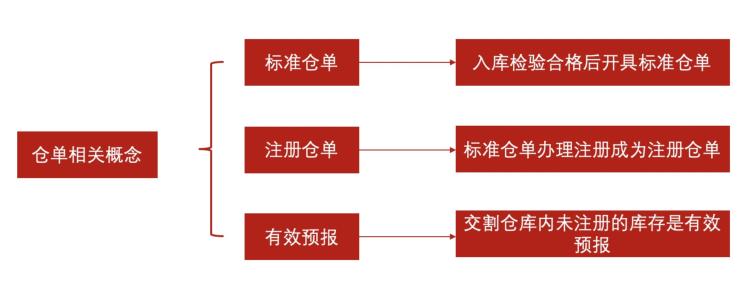 仓单相关概念
标准仓单
入库检验合格后开具标准仓单
注册仓单
标准仓单办理注册成为注册仓单
有效预报
交割仓库内未注册的库存是有效
预报